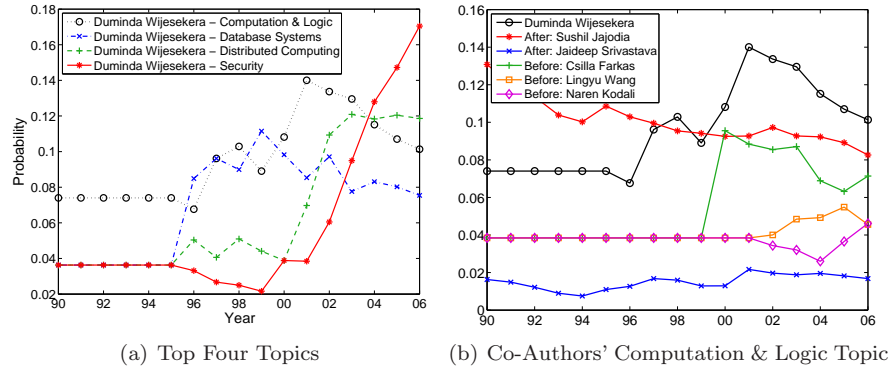 0.18
0.16
0.14
0.12
0.1
0.08
0.06
0.04
0.02
Probability
Duminda Wijesekera – Computation & Logic
Duminda Wijesekera – Database Systems
Duminda Wijesekera – Distributed Computing
Duminda Wijesekera – Security
90 92 94 96 98 00 02 04 06
Year
(a) Top Four Topics
0.16
0.14
0.12
0.1
0.08
0.06
0.04
0.02
0
Duminda Wijesekera
After: Sushil Jajodia
After: Jaideep Srivastava
Before: Csilla Farkas
Before: Lingyu Wang
Before: Naren Kodali
90 92 94 96 98 00 02 04 06
(b) Co-Authors' Computation & Logic Topic